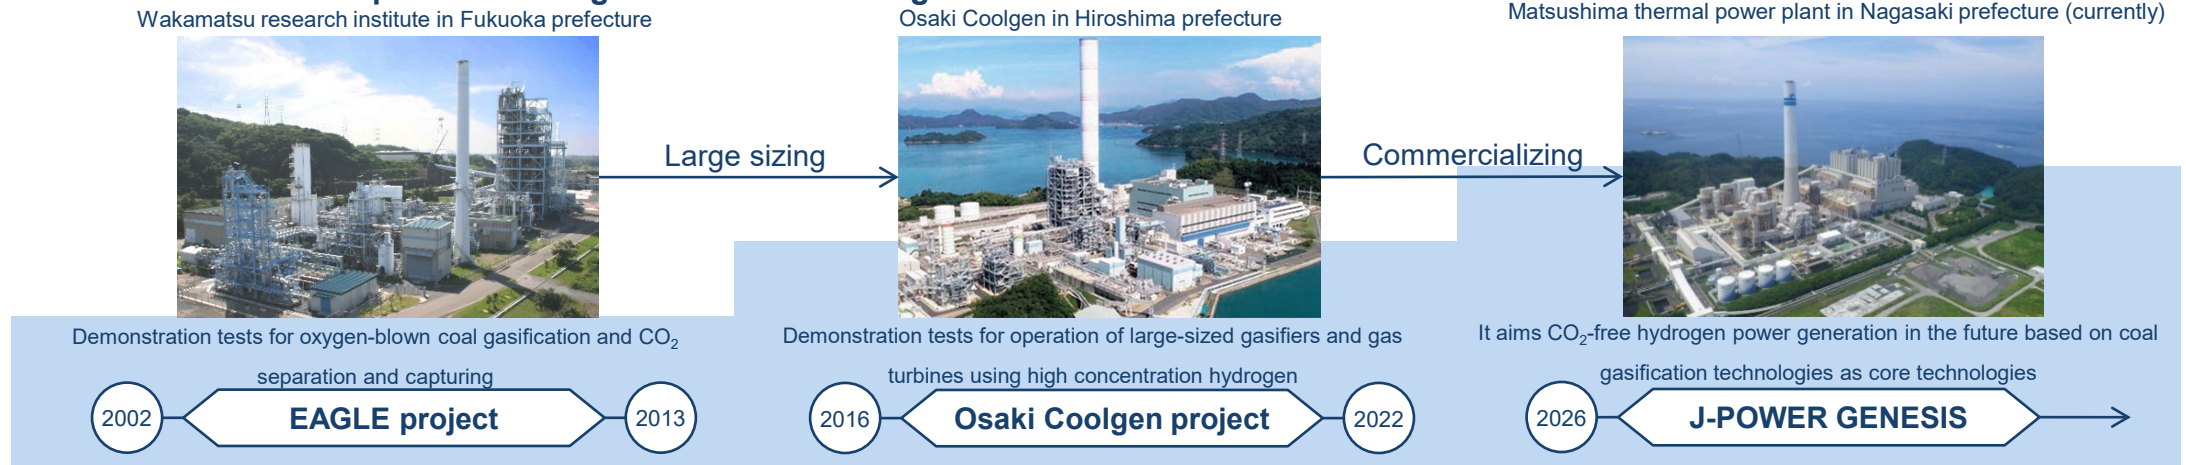 Wakamatsu research institute in Fukuoka prefecture
Osaki Coolgen in Hiroshima prefecture
Matsushima thermal power plant in Nagasaki prefecture (currently)
Large sizing
Commercializing
Demonstration tests for oxygen-blown coal gasification and CO₂
separation and capturing
Demonstration tests for operation of large-sized gasifiers and gas
turbines using high concentration hydrogen
It aims CO₂-free hydrogen power generation in the future based on coal
gasification technologies as core technologies
2002
EAGLE project
2013
2016
Osaki Coolgen project
2022
2026
J-POWER GENESIS